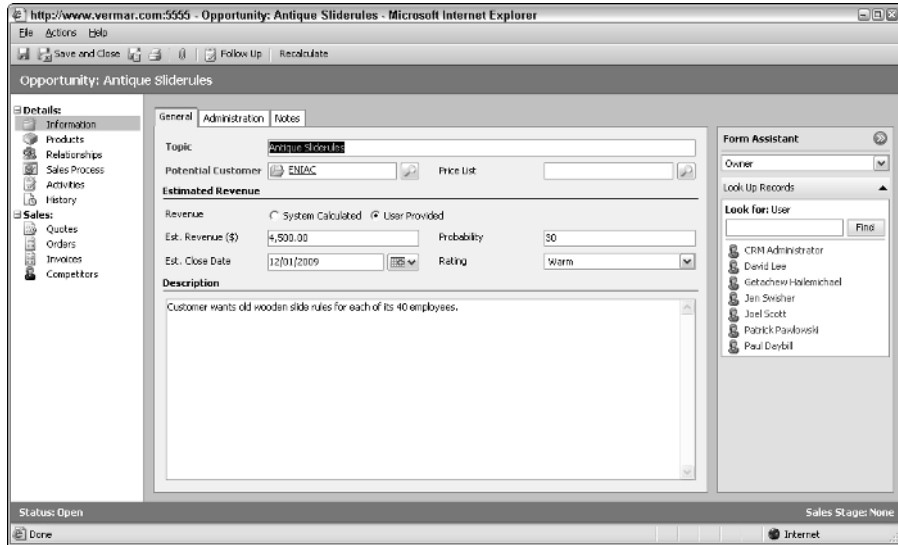 http://www.vermar.com:5555 - Opportunity: Antique Sliderules - Microsoft Internet Explorer
File Actions Help
Save and Close Follow Up Recalculate
Opportunity: Antique Sliderules
Details:
Information
Products
Relationships
Sales Process
Activities
History
Sales:
Quotes
Orders
Invoices
Competitors
General Administration Notes
Topic Antique Sliderules
Potential Customer ENIAC Price List
Estimated Revenue
Revenue System Calculated User Provided
Est. Revenue ($) 4,500.00 Probability 30
Est. Close Date 12/01/2009 Rating Warm
Description
Customer wants old wooden slide rules for each of its 40 employees.
Form Assistant
Owner
Look Up Records
Look for: User
Find
CRM Administrator
David Lee
Getachew Hailemichael
Jen Swisher
Joel Scott
Patrick Pawlowski
Paul Daybill
Status: Open Sales Stage: None
Done Internet